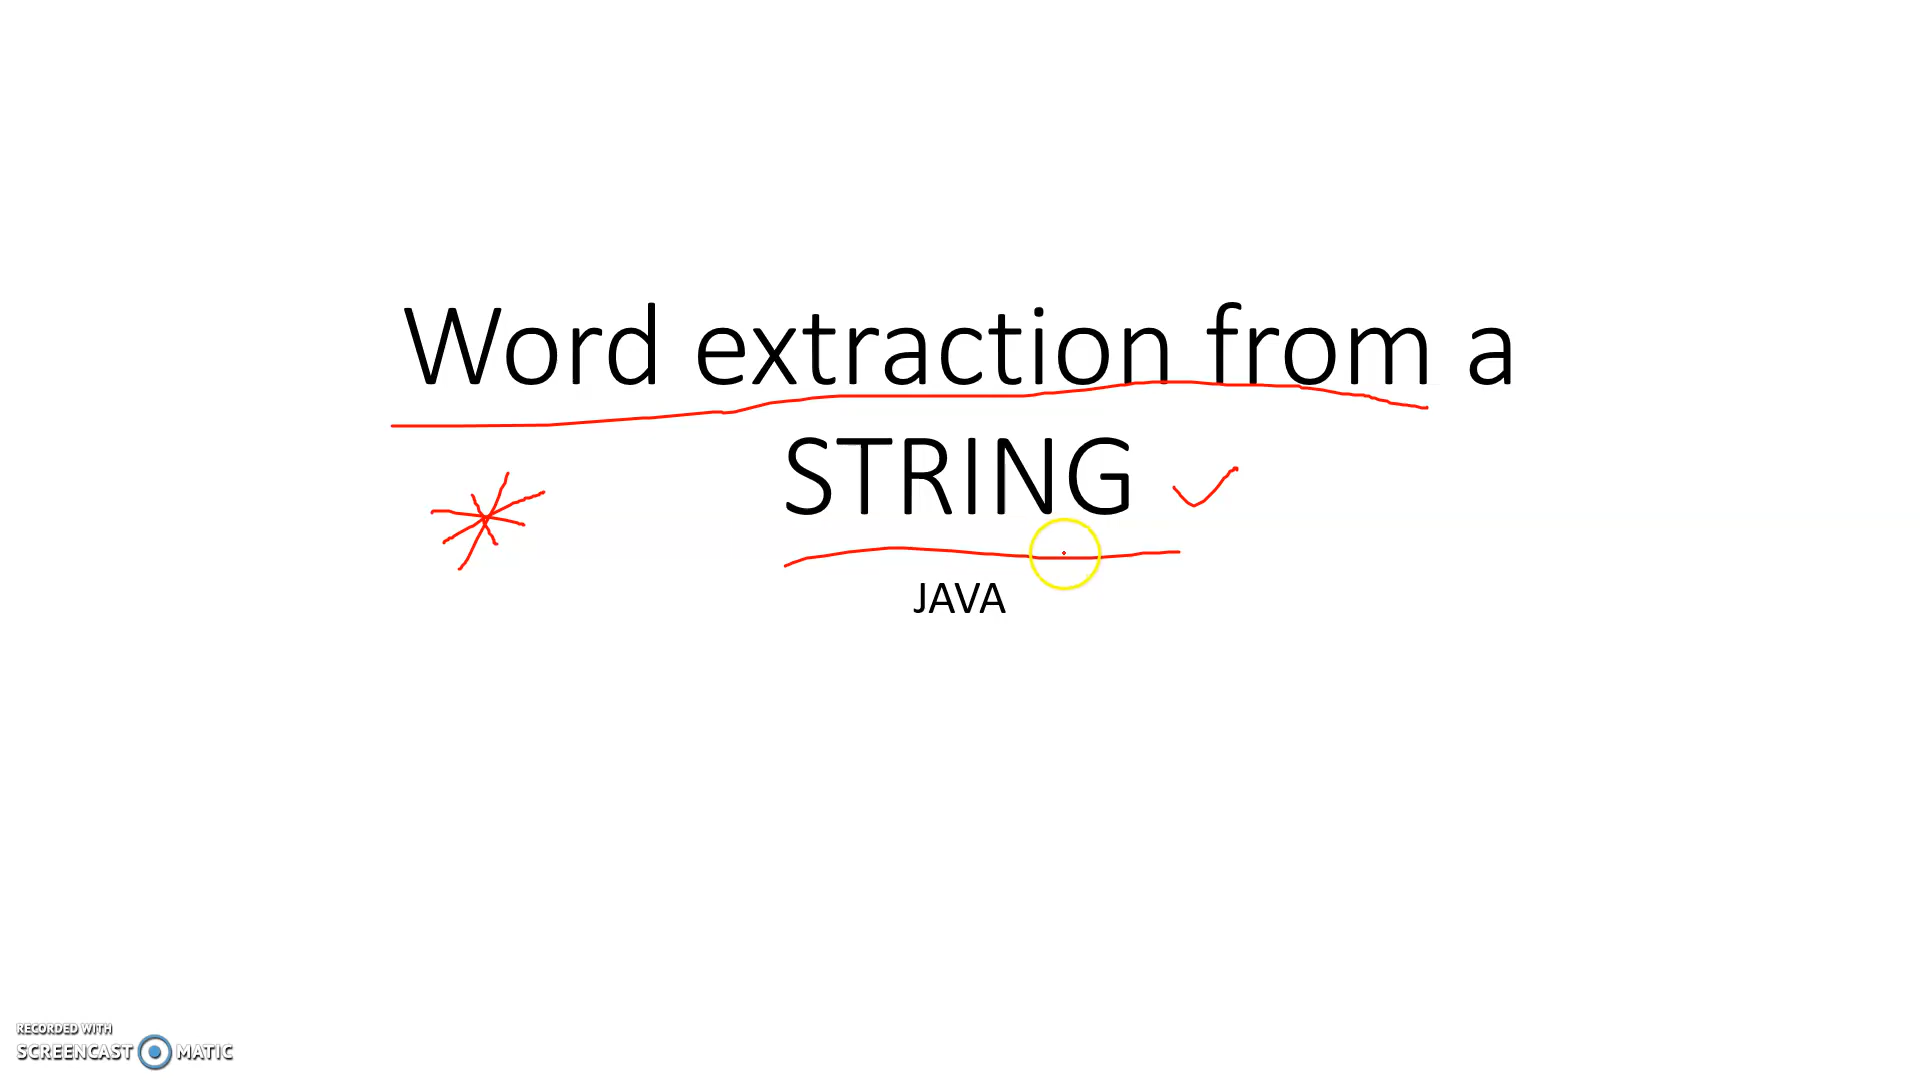 Word extraction from a
STRING
JAVA
RECORDED WITH
SCREENCAST MATIC